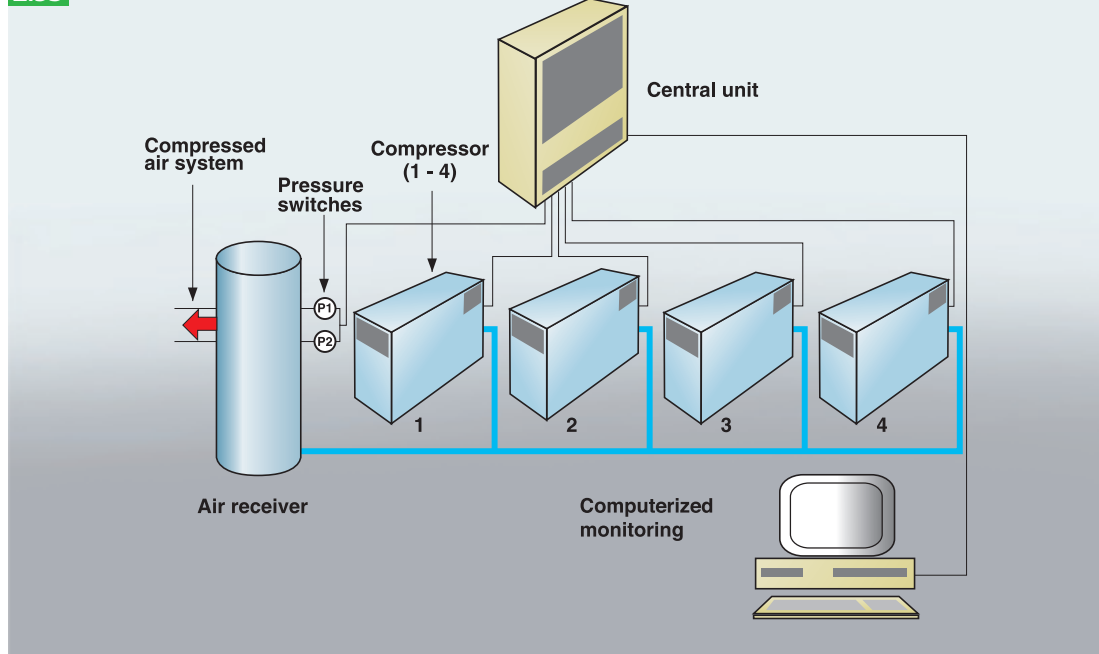 Central unit
Compressed
air system
Compressor
(1 - 4)
Pressure
switches
P1
P2
1
2
3
4
Air receiver
Computerized
monitoring